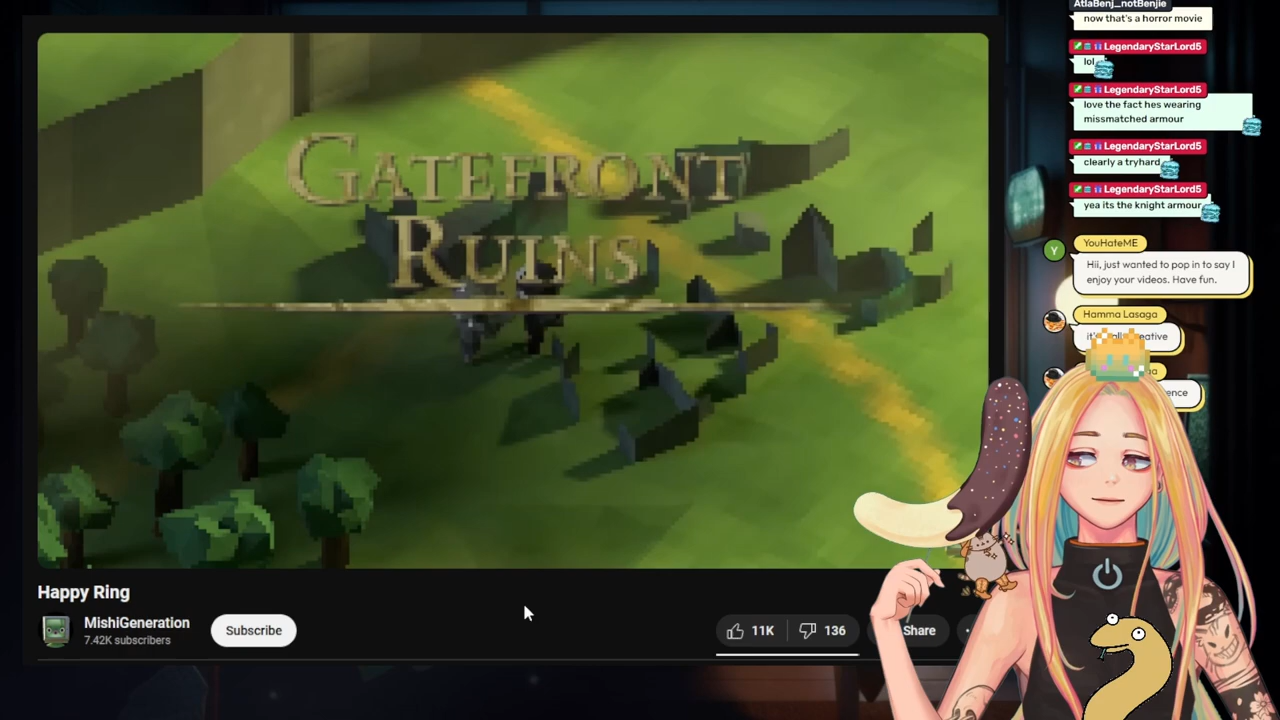 GATEFRONT
RUINS
Happy Ring
MishiGeneration
7.42K subscribers
Subscribe
11K
136
Share
AtlaBenj_notBenjie
now that's a horror movie
LegendaryStarLord5
lol
LegendaryStarLord5
love the fact hes wearing
missmatched armour
LegendaryStarLord5
clearly a tryhard
LegendaryStarLord5
yea its the knight armour
Y
YouHateME
Hii, just wanted to pop in to say I
enjoy your videos. Have fun.
Hamma Lasaga